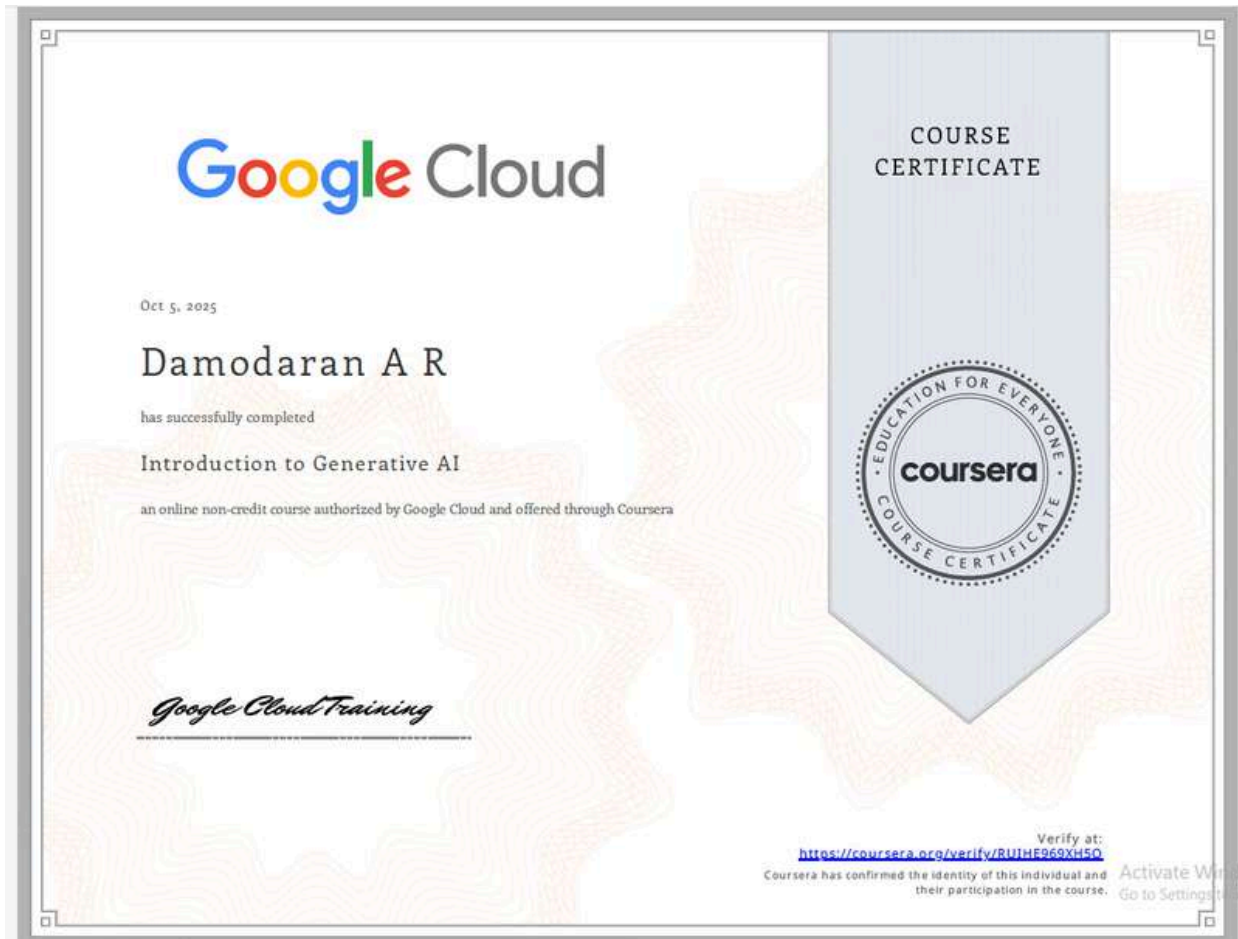 Google Cloud
COURSE
CERTIFICATE
Oct 5, 2025
Damodaran A R
has successfully completed
Introduction to Generative AI
an online non-credit course authorized by Google Cloud and offered through Coursera
EDUCATION FOR EVERYONE
coursera
COURSE CERTIFICATE
Google Cloud Training
Verify at:
https://coursera.org/verify/RUIHE969XH5Q
Coursera has confirmed the identity of this individual and
their participation in the course.
Activate
Go to Settings